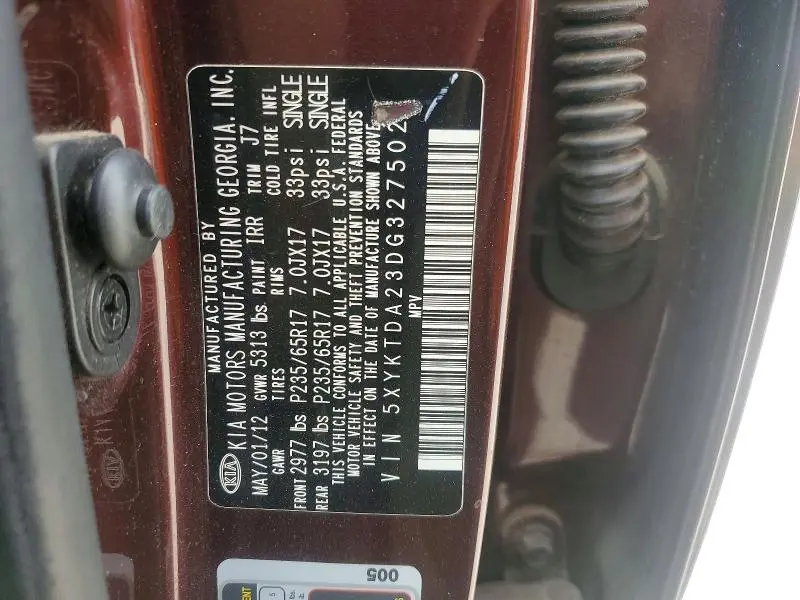 MANUFACTURED BY
KIA KIA MOTORS MANUFACTURING GEORGIA. INC.
MAY/01/12 GVWR 5313 lbs PAINT IRR TRIM J7
GAWR TIRES RIMS COLD TIRE INFL
FRONT 2977 lbs P235/65R17 7.0JX17 33psi SINGLE
REAR 3197 lbs P235/65R17 7.0JX17 33psi SINGLE
THIS VEHICLE CONFORMS TO ALL APPLICABLE U.S.A. FEDERAL
MOTOR VEHICLE SAFETY AND THEFT PREVENTION STANDARDS
IN EFFECT ON THE DATE OF MANUFACTURE SHOWN ABOVE
VIN 5XYKTDA23DG327502
MPV
KIA
005